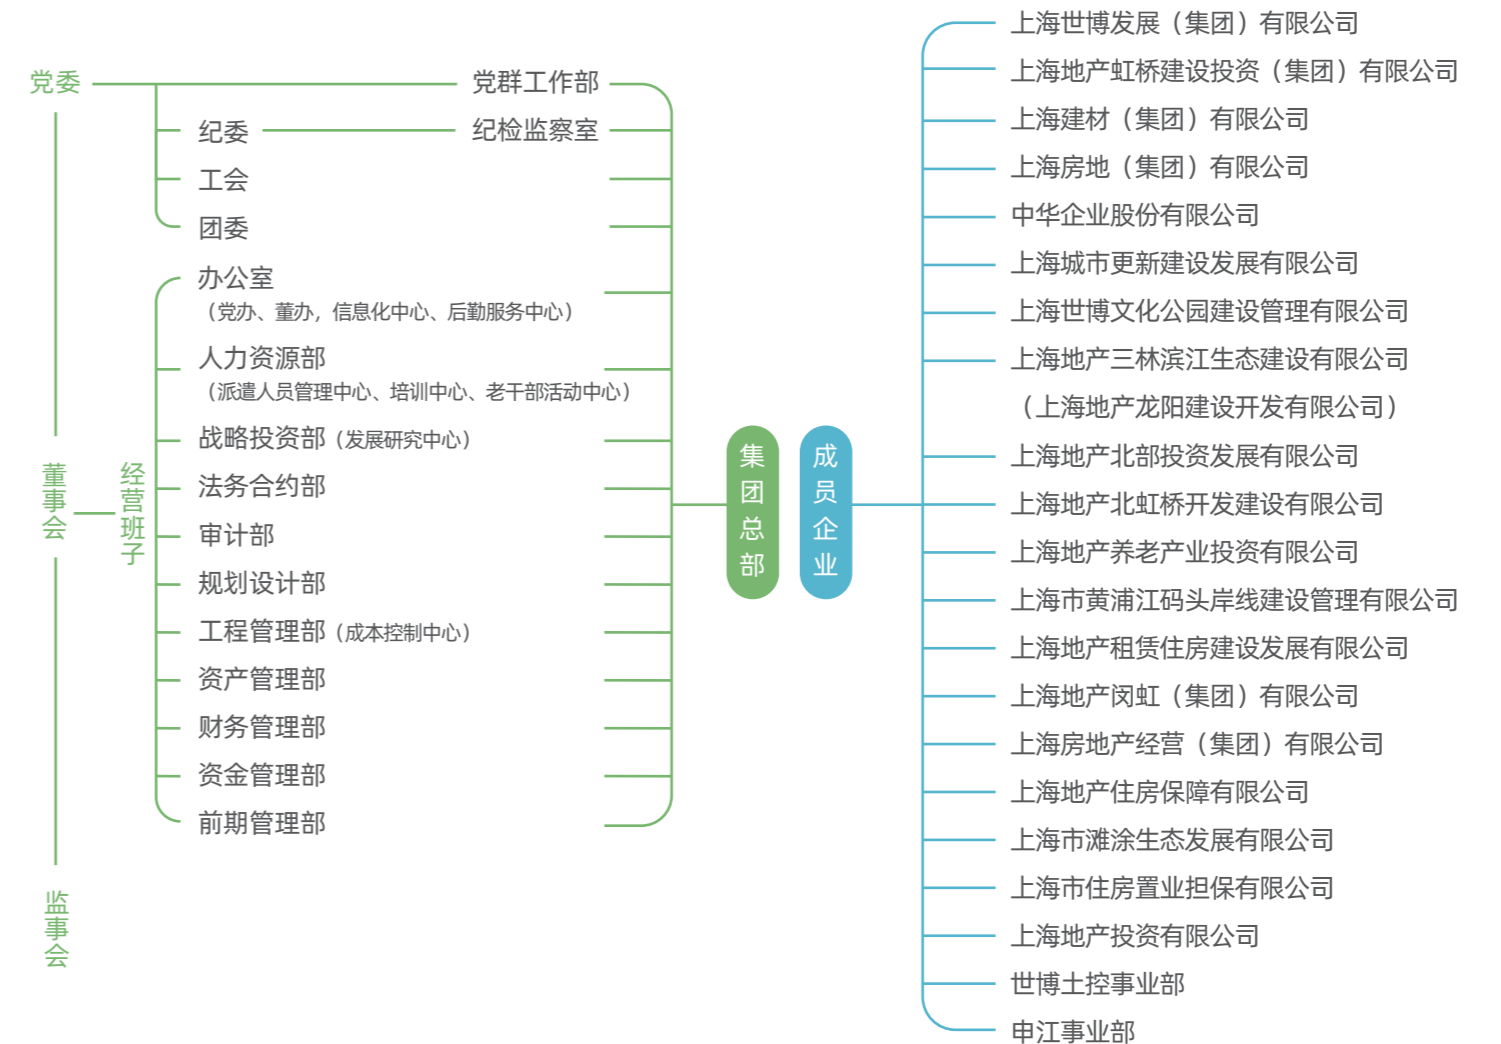 党委
党群工作部
纪委
纪检监察室
工会
团委
董事会
经营班子
监事会
办公室
（党办、董办，信息化中心、后勤服务中心）
人力资源部
（派遣人员管理中心、培训中心、老干部活动中心）
战略投资部（发展研究中心）
法务合约部
审计部
规划设计部
工程管理部（成本控制中心）
资产管理部
财务管理部
资金管理部
前期管理部
集团总部
成员企业
上海世博发展（集团）有限公司
上海地产虹桥建设投资（集团）有限公司
上海建材（集团）有限公司
上海房地（集团）有限公司
中华企业股份有限公司
上海城市更新建设发展有限公司
上海世博文化公园建设管理有限公司
上海地产三林滨江生态建设有限公司
（上海地产龙阳建设开发有限公司）
上海地产北部投资发展有限公司
上海地产北虹桥开发建设有限公司
上海地产养老产业投资有限公司
上海市黄浦江码头岸线建设管理有限公司
上海地产租赁住房建设发展有限公司
上海地产闵虹（集团）有限公司
上海房地产经营（集团）有限公司
上海地产住房保障有限公司
上海市滩涂生态发展有限公司
上海市住房置业担保有限公司
上海地产投资有限公司
世博土控事业部
申江事业部